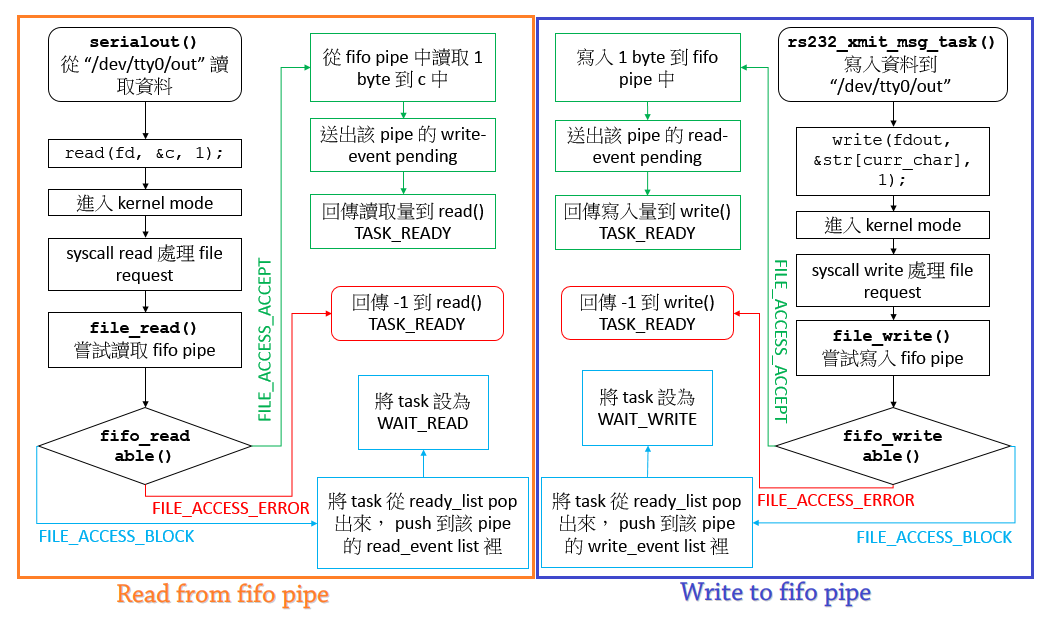 serialout()
從 “/dev/tty0/out” 讀
取資料
read(fd, &c, 1);
進入 kernel mode
syscall read 處理 file
request
file_read()
嘗試讀取 fifo pipe
fifo_read
able()
從 fifo pipe 中讀取 1
byte 到 c 中
送出該 pipe 的 write-
event pending
回傳讀取量到 read()
TASK_READY
FILE_ACCESS_ACCEPT
回傳 -1 到 read()
TASK_READY
FILE_ACCESS_ERROR
將 task 設為
WAIT_READ
將 task 從 ready_list pop
出來， push 到該 pipe
的 read_event list 裡
FILE_ACCESS_BLOCK
Read from fifo pipe
rs232_xmit_msg_task()
寫入資料到
“/dev/tty0/out”
write(fdout,
&str[curr_char],
1);
進入 kernel mode
syscall write 處理 file
request
file_write()
嘗試寫入 fifo pipe
fifo_write
able()
寫入 1 byte 到 fifo
pipe 中
送出該 pipe 的 read-
event pending
回傳寫入量到 write()
TASK_READY
FILE_ACCESS_ACCEPT
回傳 -1 到 write()
TASK_READY
FILE_ACCESS_ERROR
將 task 設為
WAIT_WRITE
將 task 從 ready_list pop
出來， push 到該 pipe
的 write_event list 裡
FILE_ACCESS_BLOCK
Write to fifo pipe